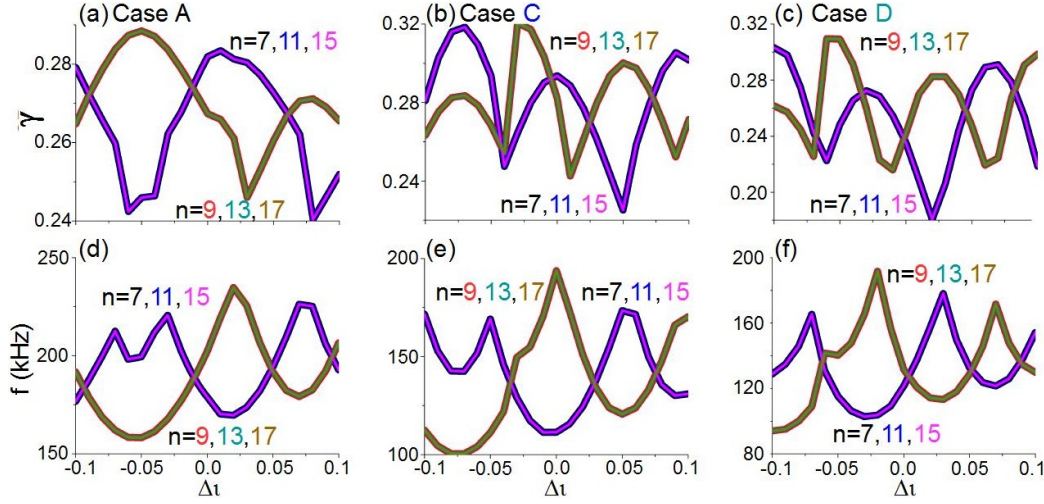 (a) Case A
(b) Case C
(c) Case D
0.28
0.26
0.24
γ̄
n=7,11,15
n=9,13,17
0.32
0.28
0.24
n=9,13,17
n=7,11,15
0.32
0.28
0.24
0.20
n=9,13,17
n=7,11,15
(d)
(e)
(f)
250
200
150
f (kHz)
n=7,11,15
n=9,13,17
-0.1
-0.05
0.0
0.05
0.1
Δι
200
150
100
n=9,13,17
n=7,11,15
-0.1
-0.05
0.0
0.05
0.1
Δι
200
160
120
80
n=9,13,17
n=7,11,15
-0.1
-0.05
0.0
0.05
0.1
Δι